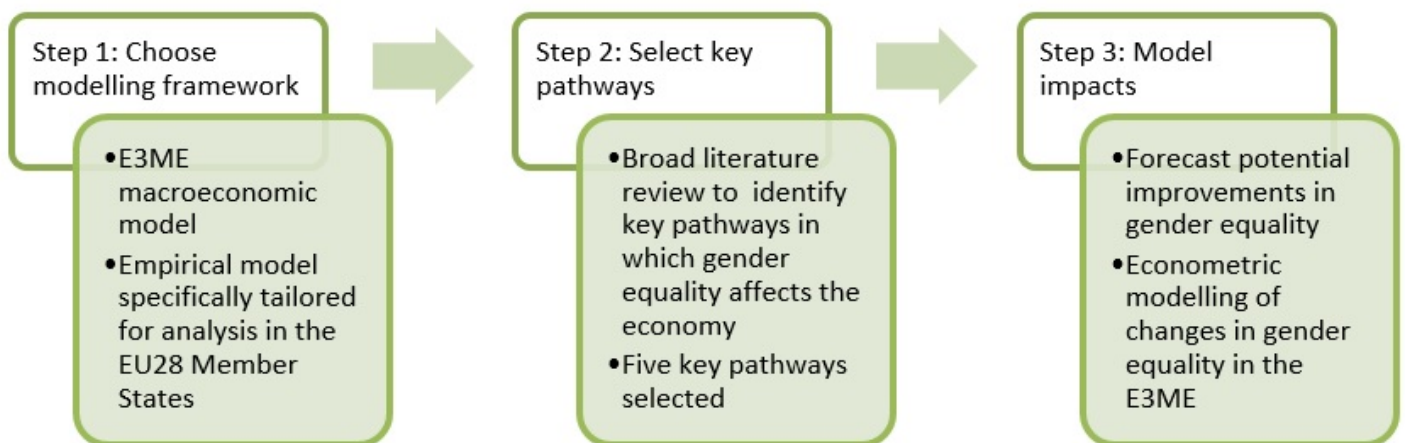 Step 1: Choose
modelling framework
•E3ME
macroeconomic
model
•Empirical model
specifically tailored
for analysis in the
EU28 Member
States
Step 2: Select key
pathways
•Broad literature
review to identify
key pathways in
which gender
equality affects the
economy
•Five key pathways
selected
Step 3: Model
impacts
•Forecast potential
improvements in
gender equality
•Econometric
modelling of
changes in gender
equality in the
E3ME